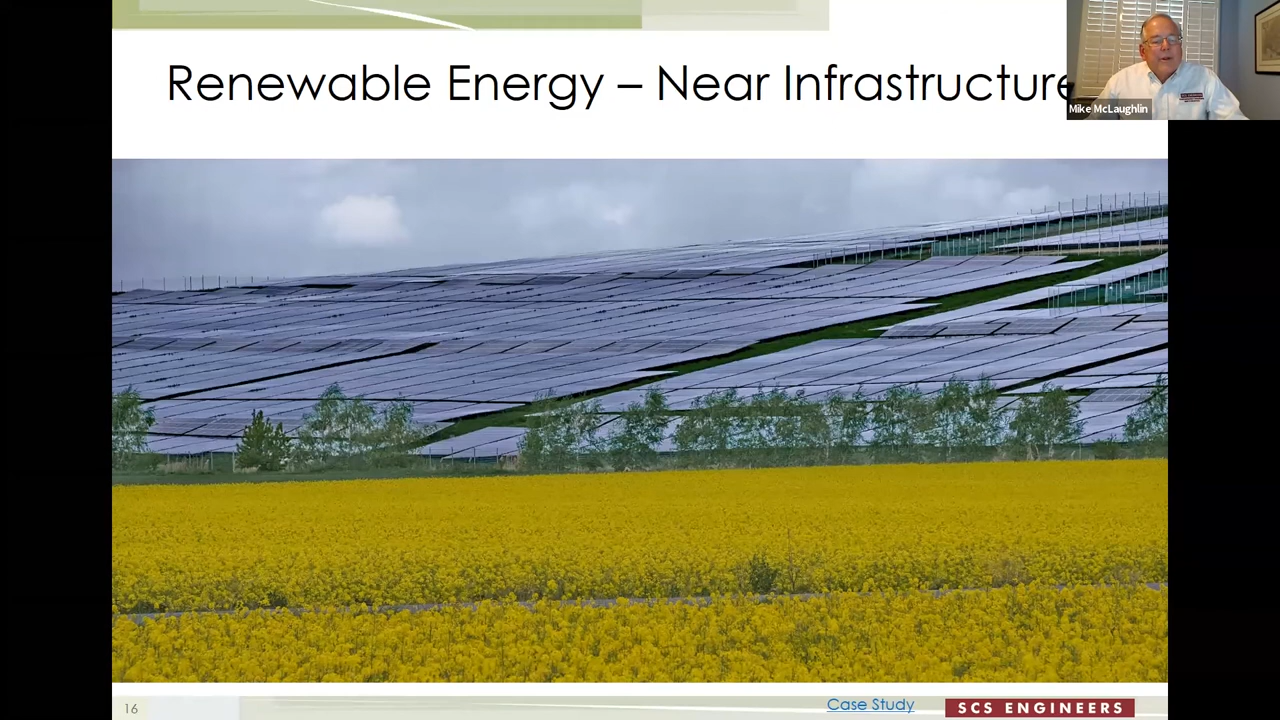 Renewable Energy – Near Infrastructure
Mike McLaughlin
16
Case Study
SCS ENGINEERS